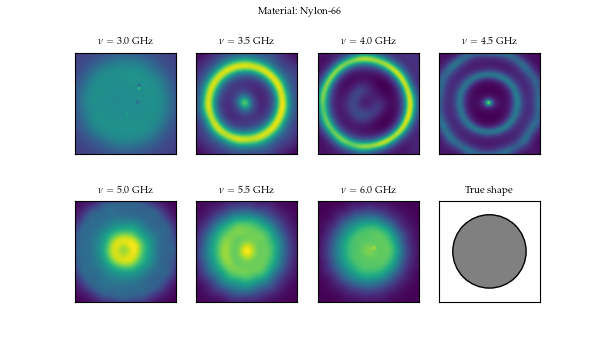 Material: Nylon-66
ν = 3.0 GHz
ν = 3.5 GHz
ν = 4.0 GHz
ν = 4.5 GHz
ν = 5.0 GHz
ν = 5.5 GHz
ν = 6.0 GHz
True shape